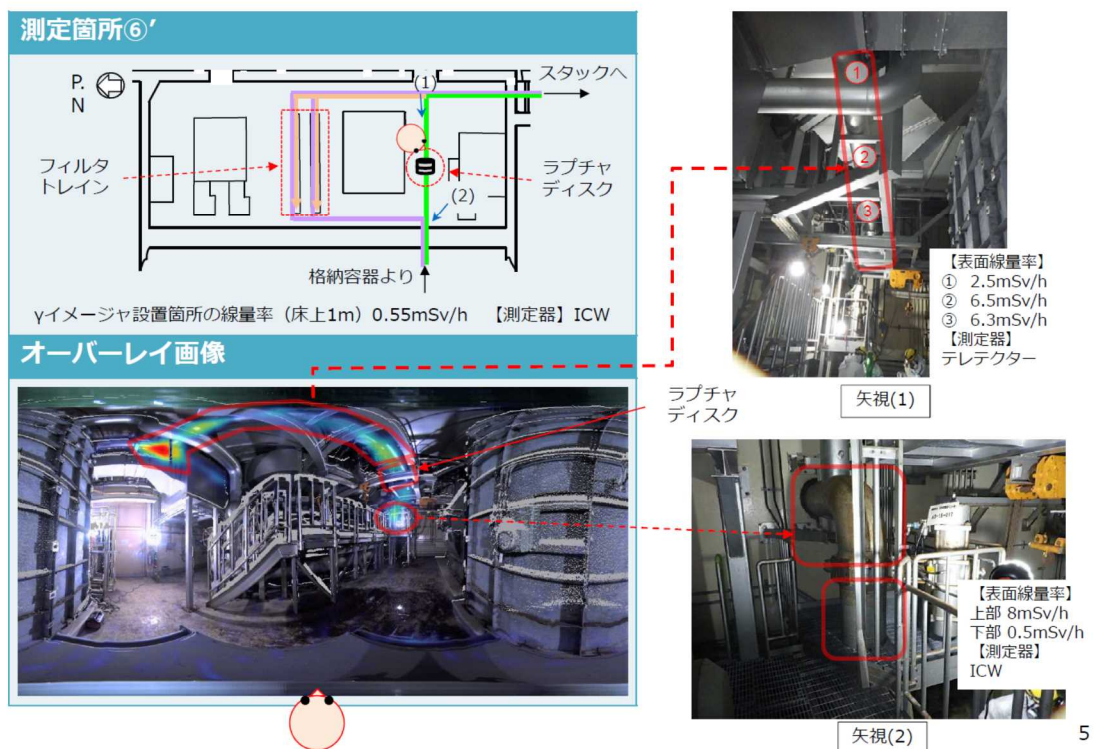 測定箇所⑥’
P.
N
(1)
スタックへ
フィルタ
トレイン
ラプチャ
ディスク
(2)
格納容器より
γイメージャ設置箇所の線量率（床上1m）0.55mSv/h 【測定器】ICW
オーバーレイ画像
ラプチャ
ディスク
①
②
③
【表面線量率】
① 2.5mSv/h
② 6.5mSv/h
③ 6.3mSv/h
【測定器】
テレテクター
矢視(1)
【表面線量率】
上部 8mSv/h
下部 0.5mSv/h
【測定器】
ICW
矢視(2)
5